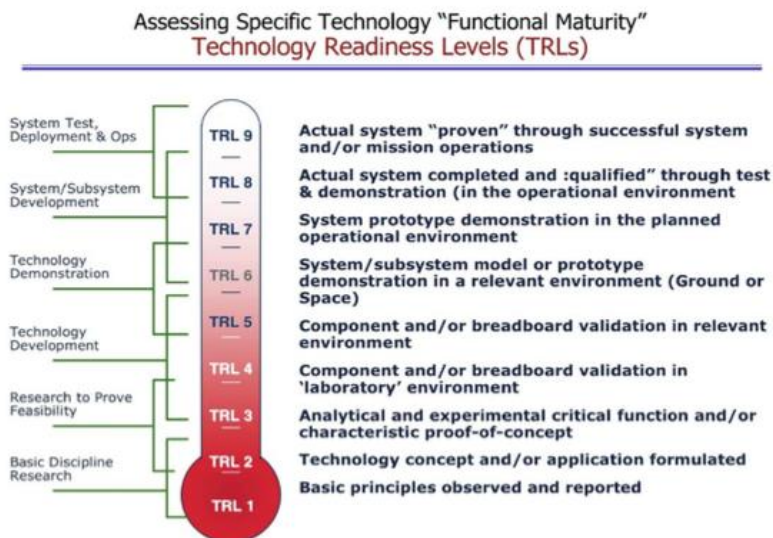 Assessing Specific Technology “Functional Maturity”
Technology Readiness Levels (TRLs)
System Test,
Deployment & Ops
System/Subsystem
Development
Technology
Demonstration
Technology
Development
Research to Prove
Feasibility
Basic Discipline
Research
TRL 9
TRL 8
TRL 7
TRL 6
TRL 5
TRL 4
TRL 3
TRL 2
TRL 1
Actual system “proven” through successful system
and/or mission operations
Actual system completed and :qualified” through test
& demonstration (in the operational environment
System prototype demonstration in the planned
operational environment
System/subsystem model or prototype
demonstration in a relevant environment (Ground or
Space)
Component and/or breadboard validation in relevant
environment
Component and/or breadboard validation in
‘laboratory’ environment
Analytical and experimental critical function and/or
characteristic proof-of-concept
Technology concept and/or application formulated
Basic principles observed and reported